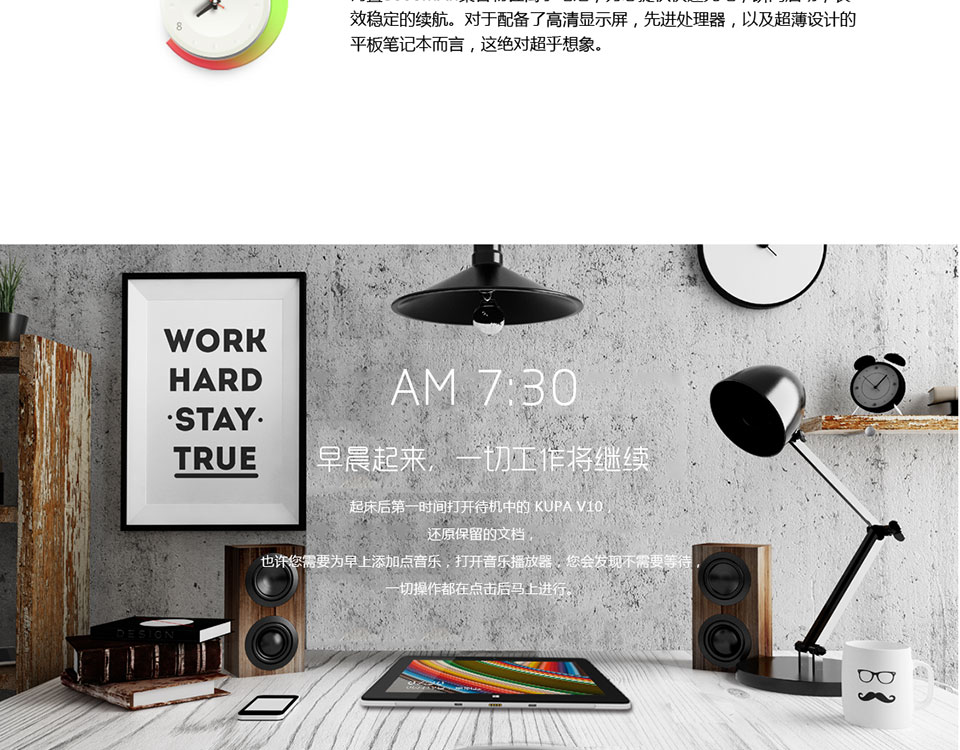 效稳定的续航。对于配备了高清显示屏，先进处理器，以及超薄设计的
平板笔记本而言，这绝对超乎想象。
8
WORK
HARD
·STAY·
TRUE
AM 7:30
早晨起来，一切工作将继续
起床后第一时间打开待机中的 KUPA V10，
还原保留的文档，
也许您需要为早上添加点音乐，打开音乐播放器，您会发现不需要等待，
一切操作都在点击后马上进行。
DESIGN